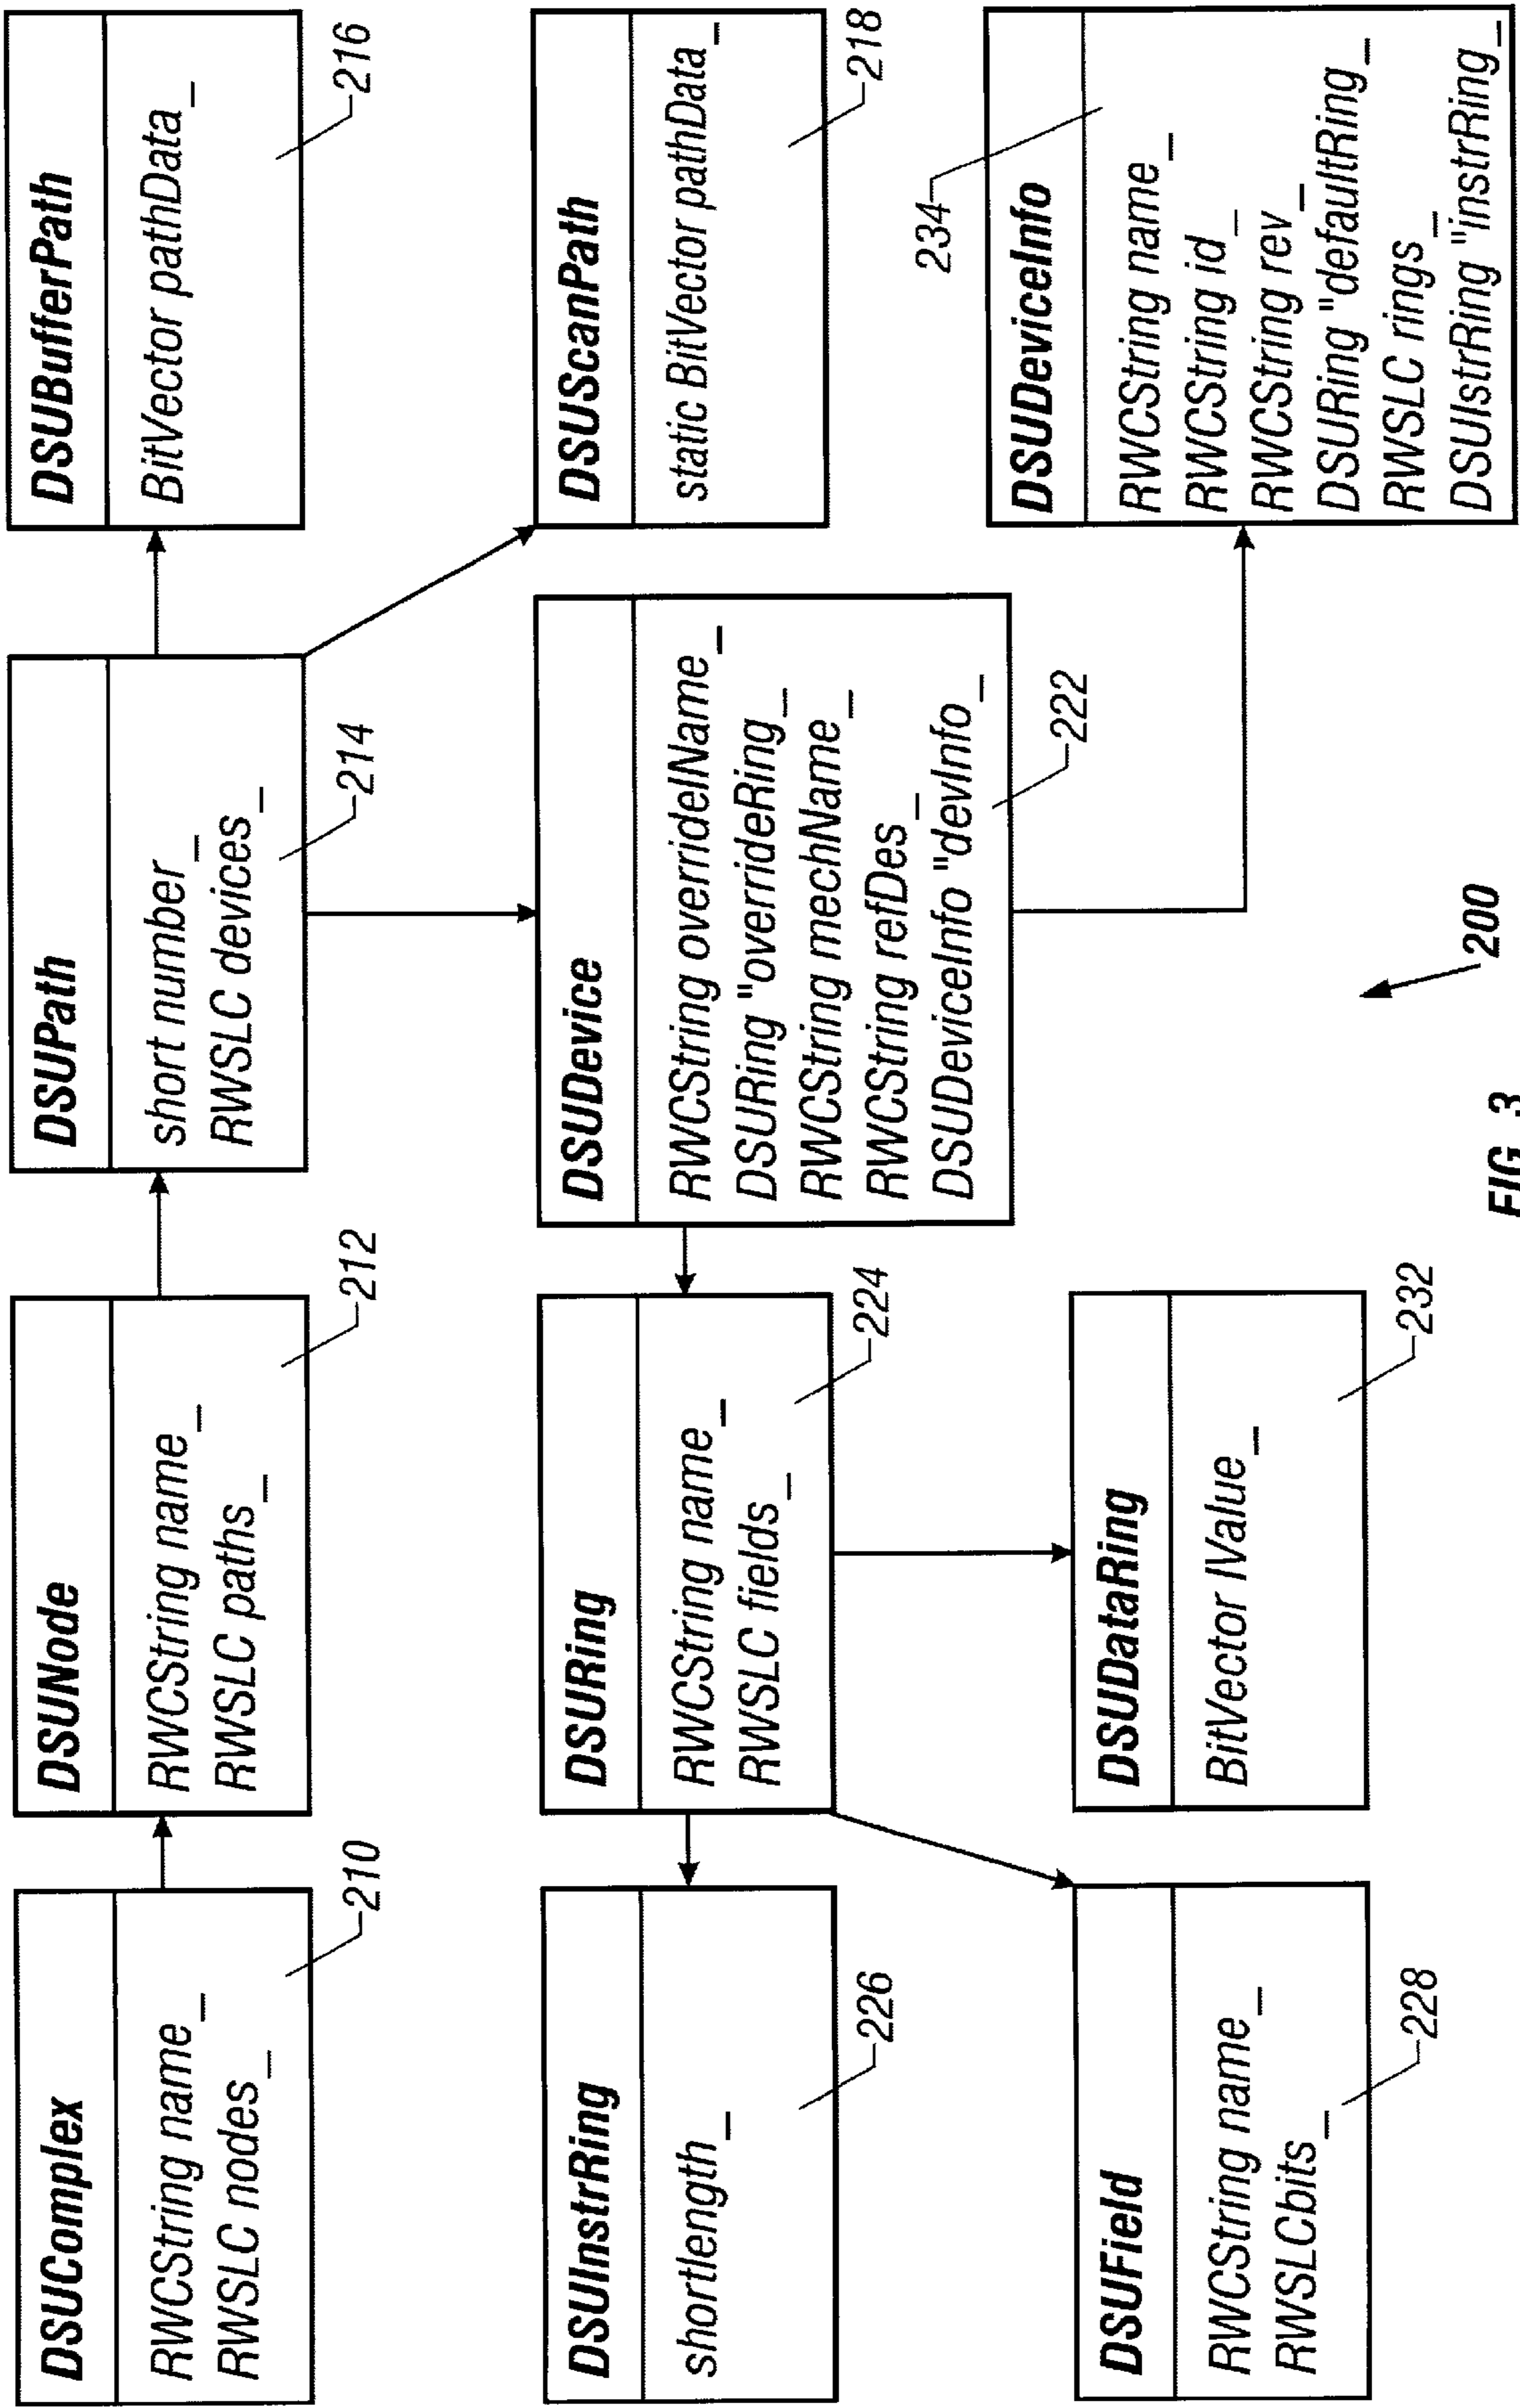 DSUComplex
RWCString name_
RWSLC nodes_
210
DSUNode
RWCString name_
RWSLC paths_
212
DSUPath
short number_
RWSLC devices_
214
DSUBufferPath
BitVector pathData_
216
DSUScanPath
static BitVector pathData_
218
DSUInstrRing
shortlength_
226
DSURing
RWCString name_
RWSLC fields_
224
DSUDevice
RWCString overrideIName_
DSURing "overrideRing_
RWCString mechName_
RWCString refDes_
DSUDeviceInfo "devInfo_
222
DSUField
RWCString name_
RWSLCbits_
228
DSUDataRing
BitVector IValue_
232
DSUDeviceInfo
RWCString name_
RWCString id_
RWCString rev_
DSURing "defaultRing_
RWSLC rings_
DSUIstrRing "instrRing_
234
200
FIG. 3